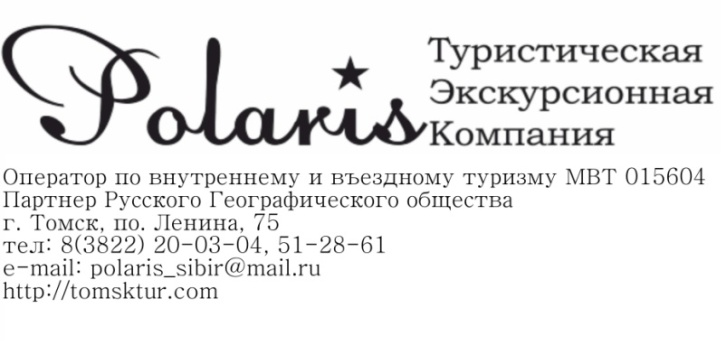 Polaris
Туристическая
Экскурсионная
Компания
Оператор по внутреннему и въездному туризму МВТ 015604
Партнер Русского Географического общества
г. Томск, по. Ленина, 75
тел: 8(3822) 20-03-04, 51-28-61
e-mail: polaris_sibir@mail.ru
http://tomsktur.com